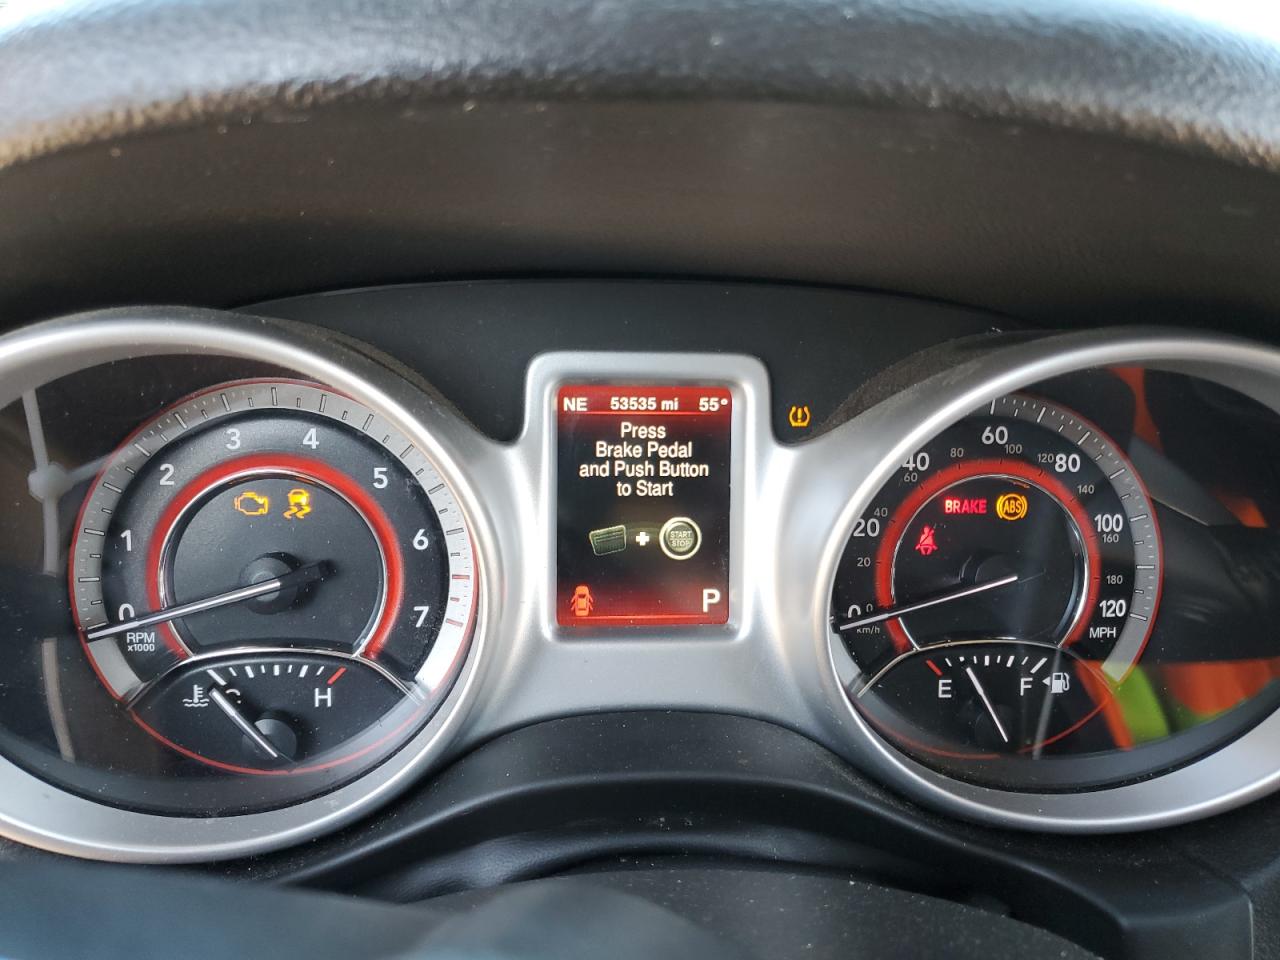 NE 53535 mi 55°
Press
Brake Pedal
and Push Button
to Start
+ START
STOP
P
0 1 2 3 4 5 6 7
RPM
x1000
C H
BRAKE ABS
0 20 40 60 80 100 120
MPH
0 20 40 60 80 100 120 140 160 180
km/h
E F